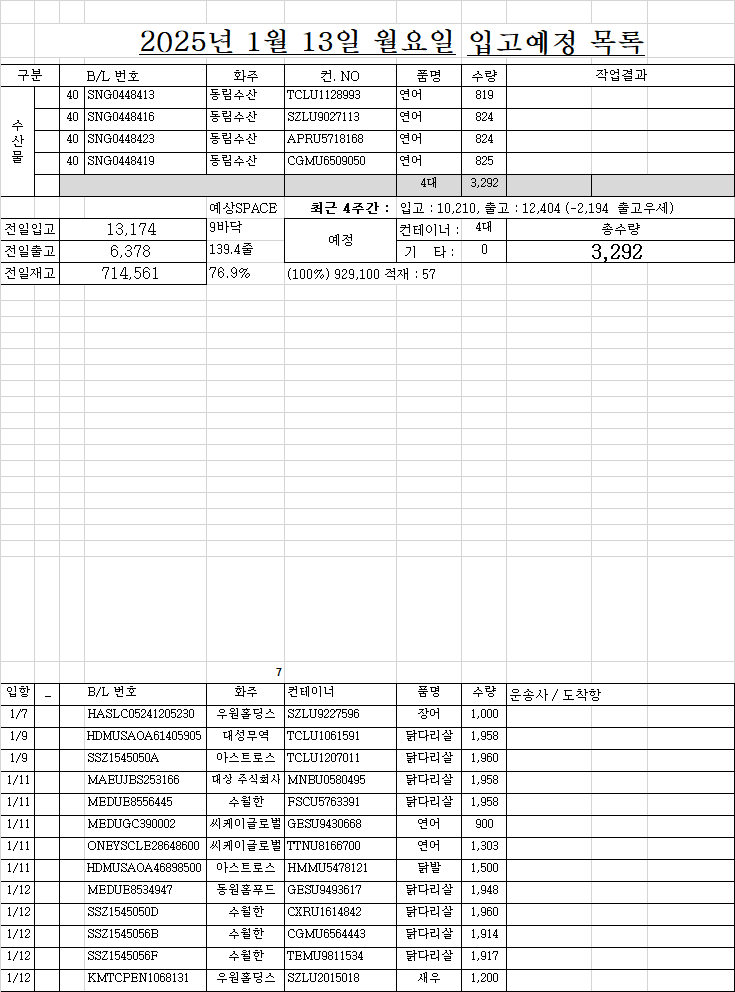 2025년 1월 13일 월요일 입고예정 목록
구분 B/L 번호 화주 컨. NO 품명 수량 작업결과
수산물
40 SNG0448413 동림수산 TCLU1128993 연어 819
40 SNG0448416 동림수산 SZLU9027113 연어 824
40 SNG0448423 동림수산 APRU5718168 연어 824
40 SNG0448419 동림수산 CGMU6509050 연어 825
4대 3,292
예상SPACE 최근 4주간 : 입고 : 10,210, 출고 : 12,404 (-2,194 출고우세)
전일입고 13,174 9바닥 예정 컨테이너 : 4대 총수량
전일출고 6,378 139.4줄 기 타 : 0 3,292
전일재고 714,561 76.9% (100%) 929,100 적재 : 57
7
입항 _ B/L 번호 화주 컨테이너 품명 수량 운송사 / 도착항
1/7 HASLC05241205230 우원홀딩스 SZLU9227596 장어 1,000
1/9 HDMUSAOA61405905 대성무역 TCLU1061591 닭다리살 1,958
1/9 SSZ1545050A 아스트로스 TCLU1207011 닭다리살 1,960
1/11 MAEUJBS253166 대상 주식회사 MNBU0580495 닭다리살 1,958
1/11 MEDUE8556445 수월한 FSCU5763391 닭다리살 1,958
1/11 MEDUGC390002 씨케이글로벌 GESU9430668 연어 900
1/11 ONEYSCLE28648600 씨케이글로벌 TTNU8166700 연어 1,303
1/11 HDMUSAOA46898500 아스트로스 HMMU5478121 닭발 1,500
1/12 MEDUE8534947 동원홈푸드 GESU9493617 닭다리살 1,948
1/12 SSZ1545050D 수월한 CXRU1614842 닭다리살 1,960
1/12 SSZ1545056B 수월한 CGMU6564443 닭다리살 1,914
1/12 SSZ1545056F 수월한 TEMU9811534 닭다리살 1,917
1/12 KMTCPEN1068131 우원홀딩스 SZLU2015018 새우 1,200